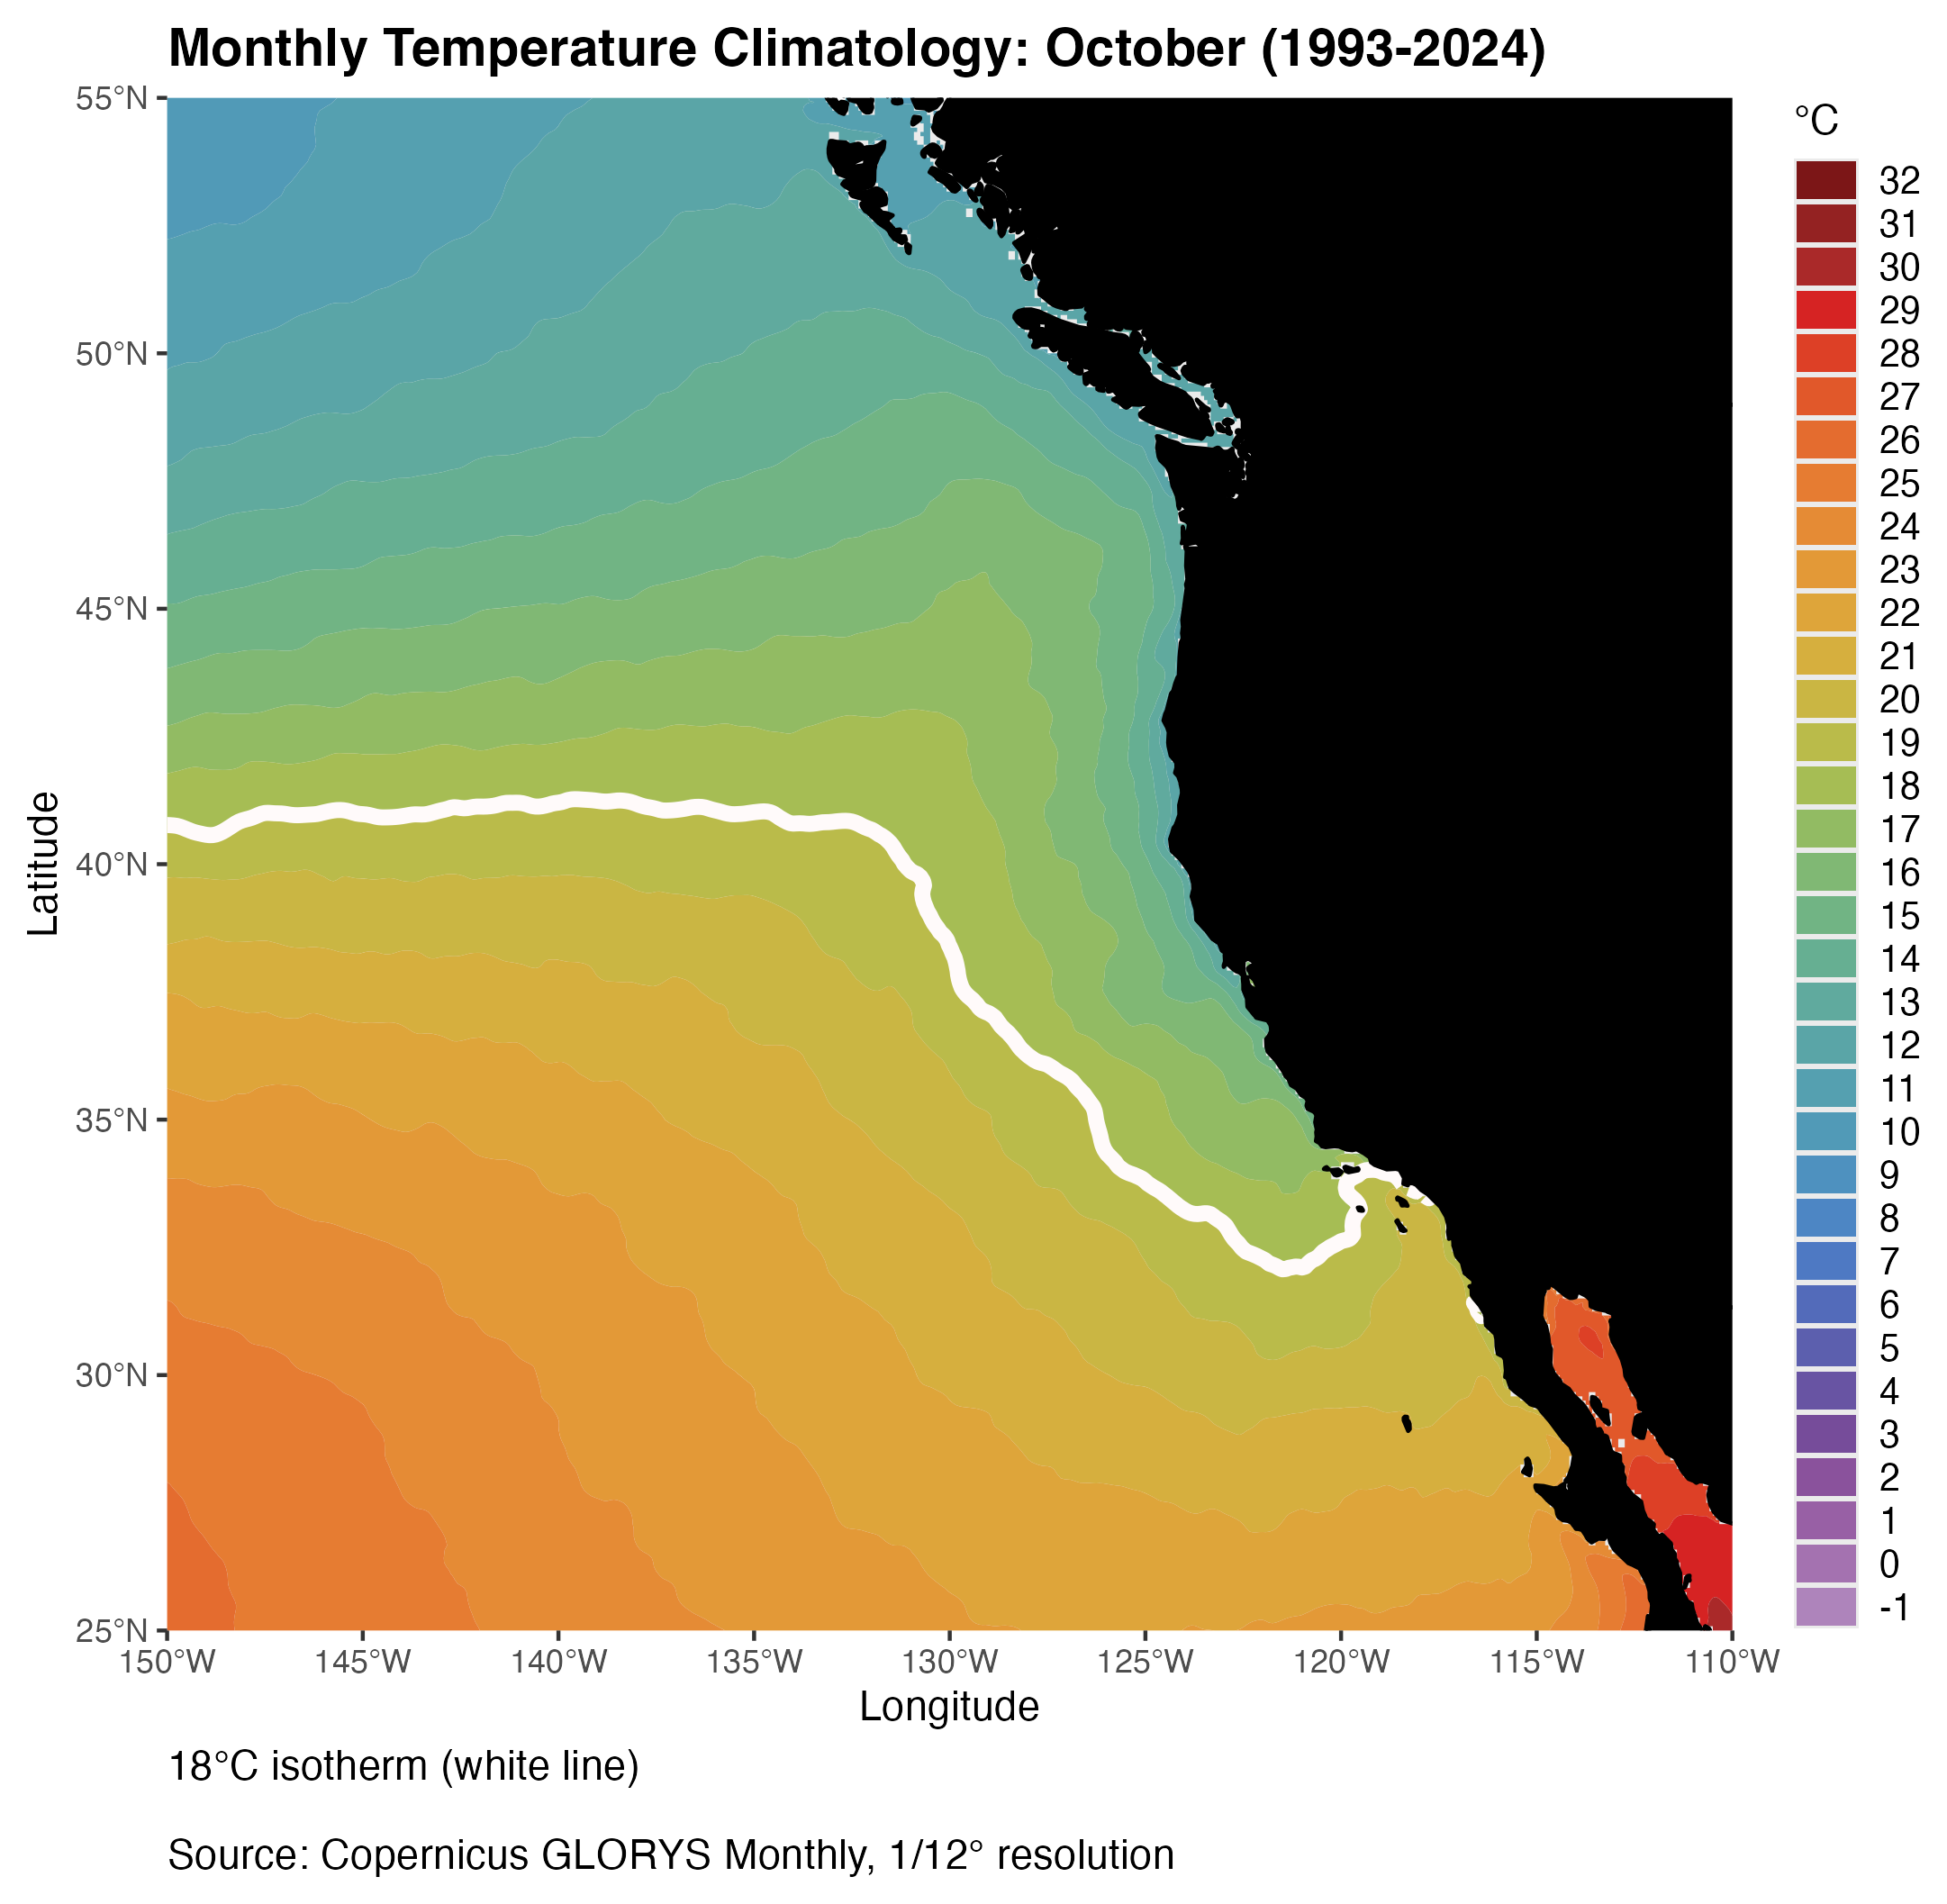 Monthly Temperature Climatology: October (1993-2024)
°C
55°N
50°N
45°N
40°N
35°N
30°N
25°N
Latitude
32
31
30
29
28
27
26
25
24
23
22
21
20
19
18
17
16
15
14
13
12
11
10
9
8
7
6
5
4
3
2
1
0
-1
150°W 145°W 140°W 135°W 130°W 125°W 120°W 115°W 110°W
Longitude
18°C isotherm (white line)
Source: Copernicus GLORYS Monthly, 1/12° resolution